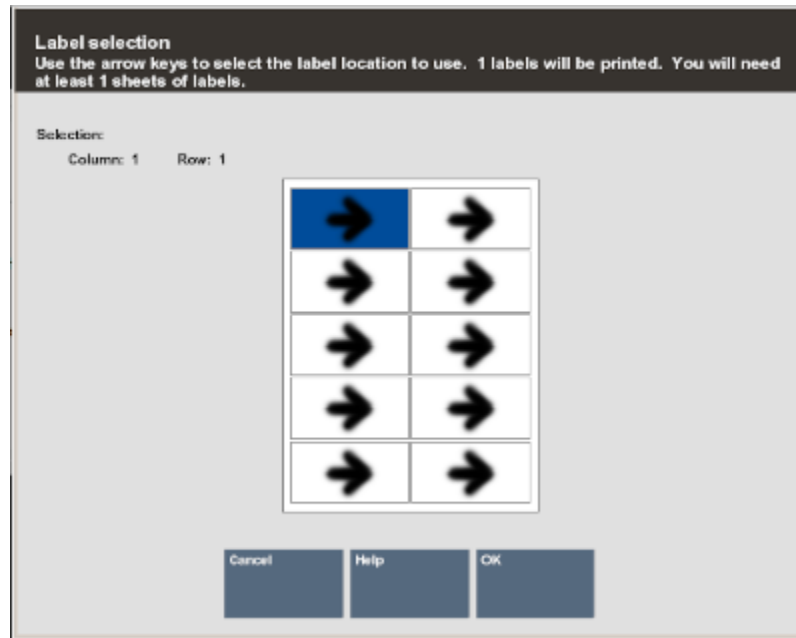 Label selection
Use the arrow keys to select the label location to use. 1 labels will be printed. You will need
at least 1 sheets of labels.
Selection:
Column: 1 Row: 1
Cancel Help OK